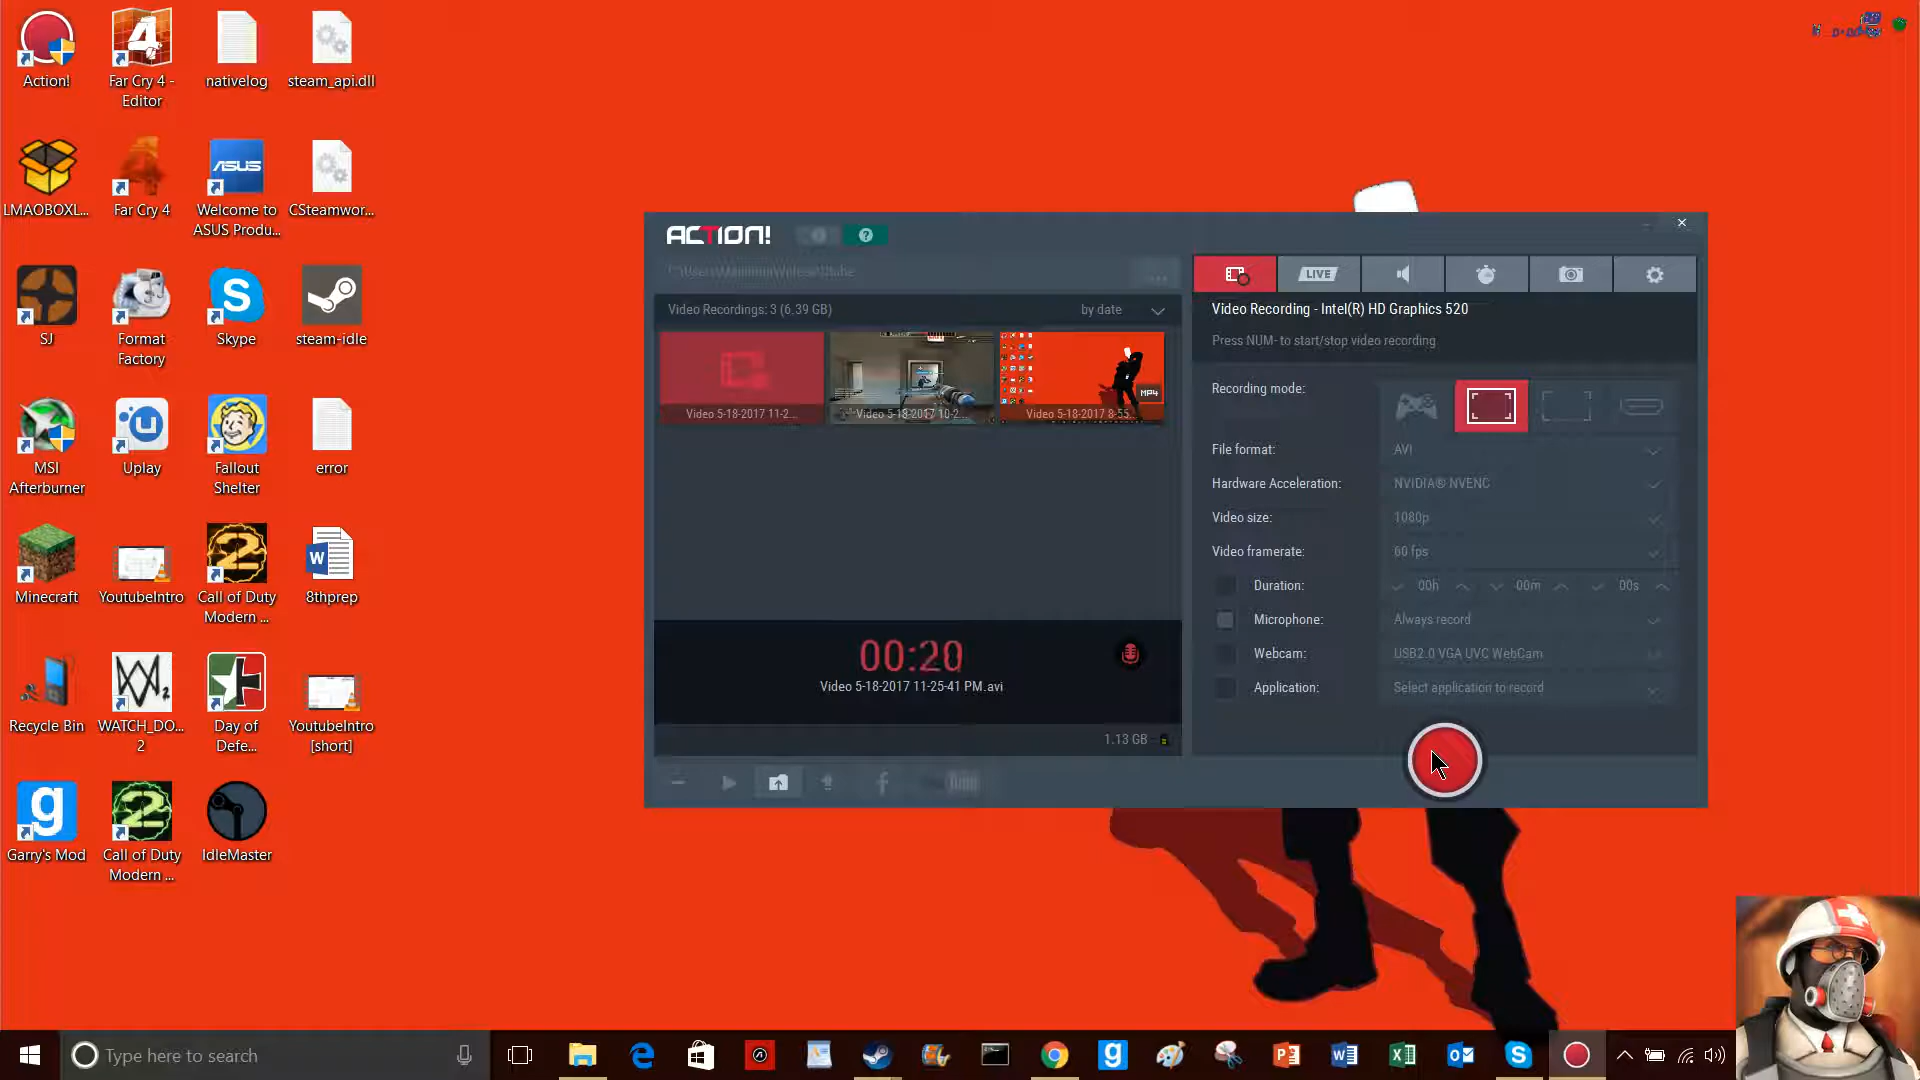 Action!
Far Cry 4 -
Editor
nativelog
steam_api.dll
LMAOBOXL...
Far Cry 4
ASUS
Welcome to
ASUS Produ...
CSteamwor...
SJ
Format
Factory
Skype
steam-idle
MSI
Afterburner
Uplay
Fallout
Shelter
error
Minecraft
YoutubeIntro
Call of Duty
Modern ...
8thprep
Recycle Bin
WATCH_DO...
2
Day of
Defe...
YoutubeIntro
[short]
Garry's Mod
Call of Duty
Modern ...
IdleMaster
ACTION!
Video Recordings: 3 (6.39 GB)
by date
Video 5-18-2017 11-2...
Video 5-18-2017 10-2...
MP4
Video 5-18-2017 8-55...
00:20
Video 5-18-2017 11-25-41 PM.avi
1.13 GB
LIVE
Video Recording - Intel(R) HD Graphics 520
Press NUM- to start/stop video recording
Recording mode:
File format:
AVI
Hardware Acceleration:
NVIDIA® NVENC
Video size:
1080p
Video framerate:
60 fps
Duration:
00h
00m
00s
Microphone:
Always record
Webcam:
USB2.0 VGA UVC WebCam
Application:
Select application to record
Type here to search